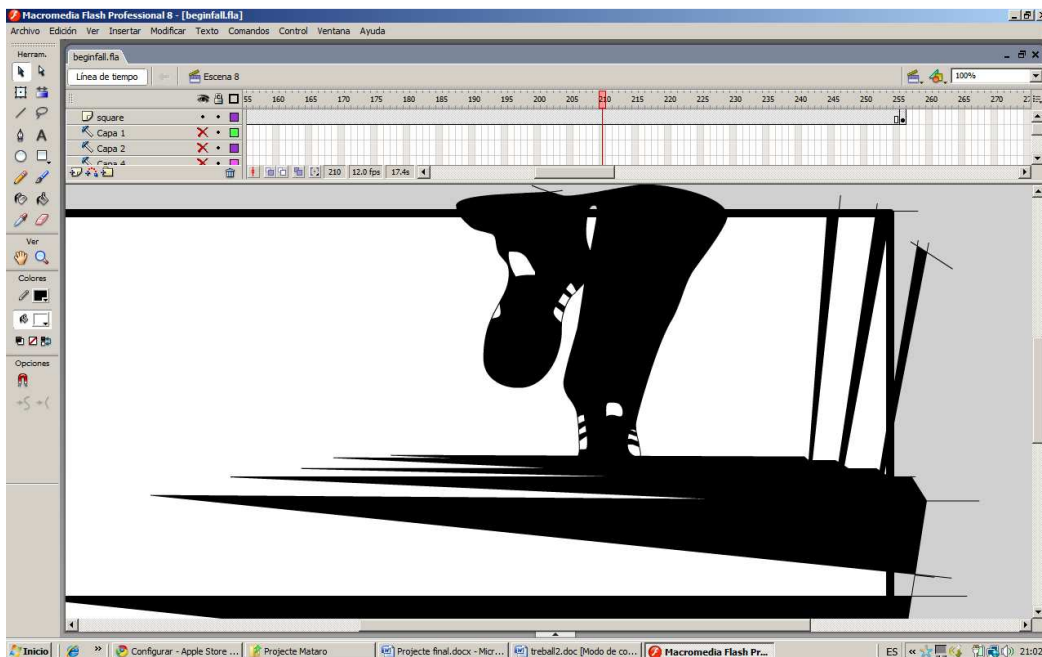 Macromedia Flash Professional 8 - [beginfall.fla]
Archivo Edición Ver Insertar Modificar Texto Comandos Control Ventana Ayuda
Herram.
beginfall.fla
Línea de tiempo Escena 8 100%
55 160 165 170 175 180 185 190 195 200 205 210 215 220 225 230 235 240 245 250 255 260 265 270
square
Capa 1
Capa 2
Capa 4
210 12.0 fps 17.4s
A
Ver
Colores
Opciones
Inicio » Configurar - Apple Store ... Projecte Mataro Projecte final.docx - Micr... treball2.doc [Modo de co... Macromedia Flash Pr... ES « 21:02